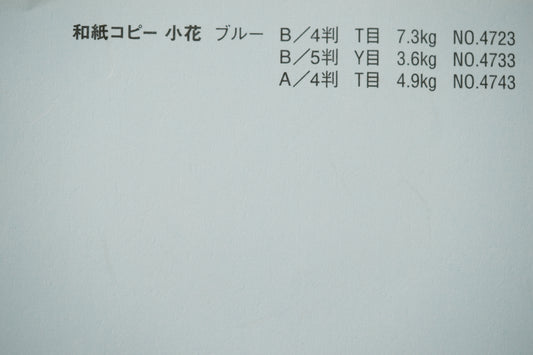 和紙コピー 小花 ブルー B／4判 T目 7.3kg NO.4723
B／5判 Y目 3.6kg NO.4733
A／4判 T目 4.9kg NO.4743